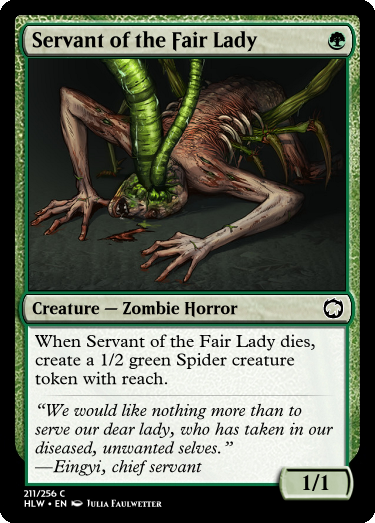 Servant of the Fair Lady
Creature — Zombie Horror
When Servant of the Fair Lady dies,
create a 1/2 green Spider creature
token with reach.
“We would like nothing more than to
serve our dear lady, who has taken in our
diseased, unwanted selves.”
—Eingyi, chief servant
1/1
211/256 C
HLW • EN Julia Faulwetter